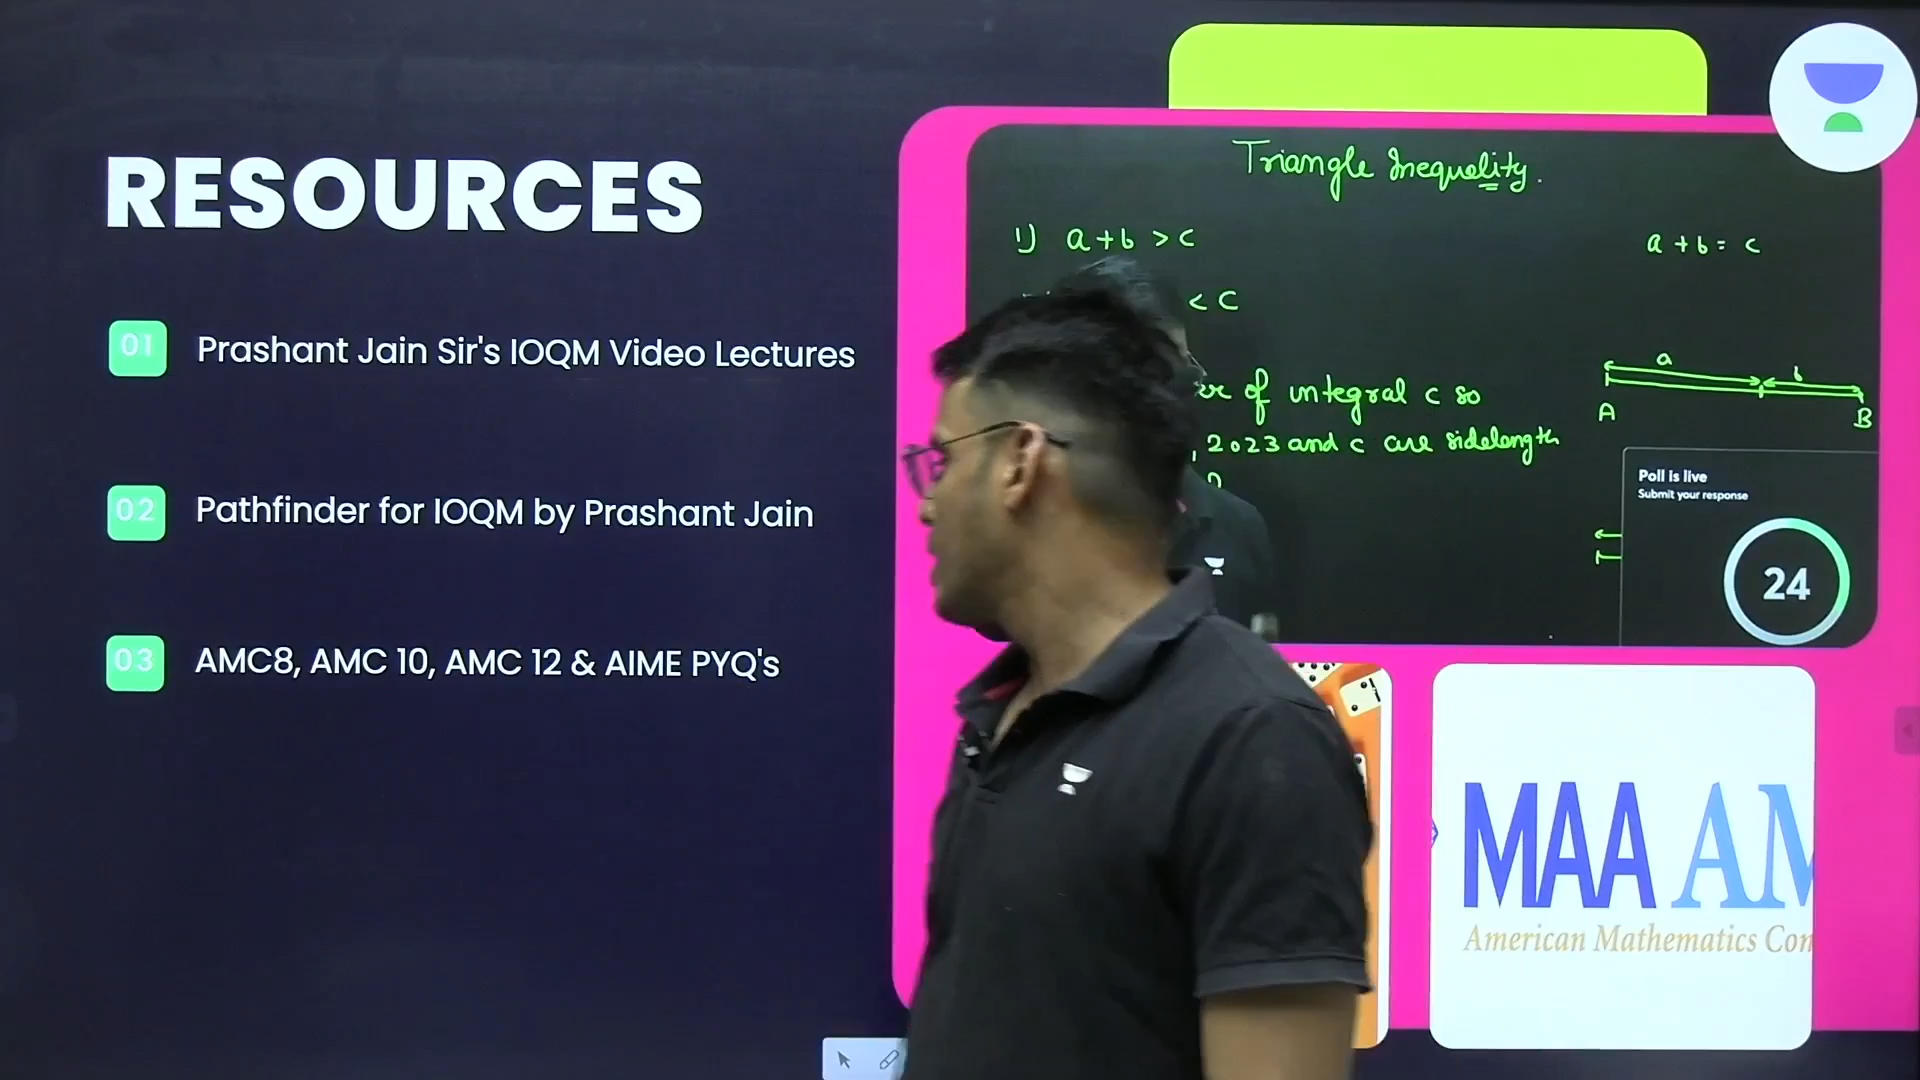 RESOURCES
01 Prashant Jain Sir's IOQM Video Lectures
02 Pathfinder for IOQM by Prashant Jain
03 AMC8, AMC 10, AMC 12 & AIME PYQ's
Triangle Inequality.
1) a + b > c
a + b = c
< c
of integral c so
, 2023 and c are sidelength
a
b
A
B
Poll is live
Submit your response
24
MAA AM
American Mathematics Con